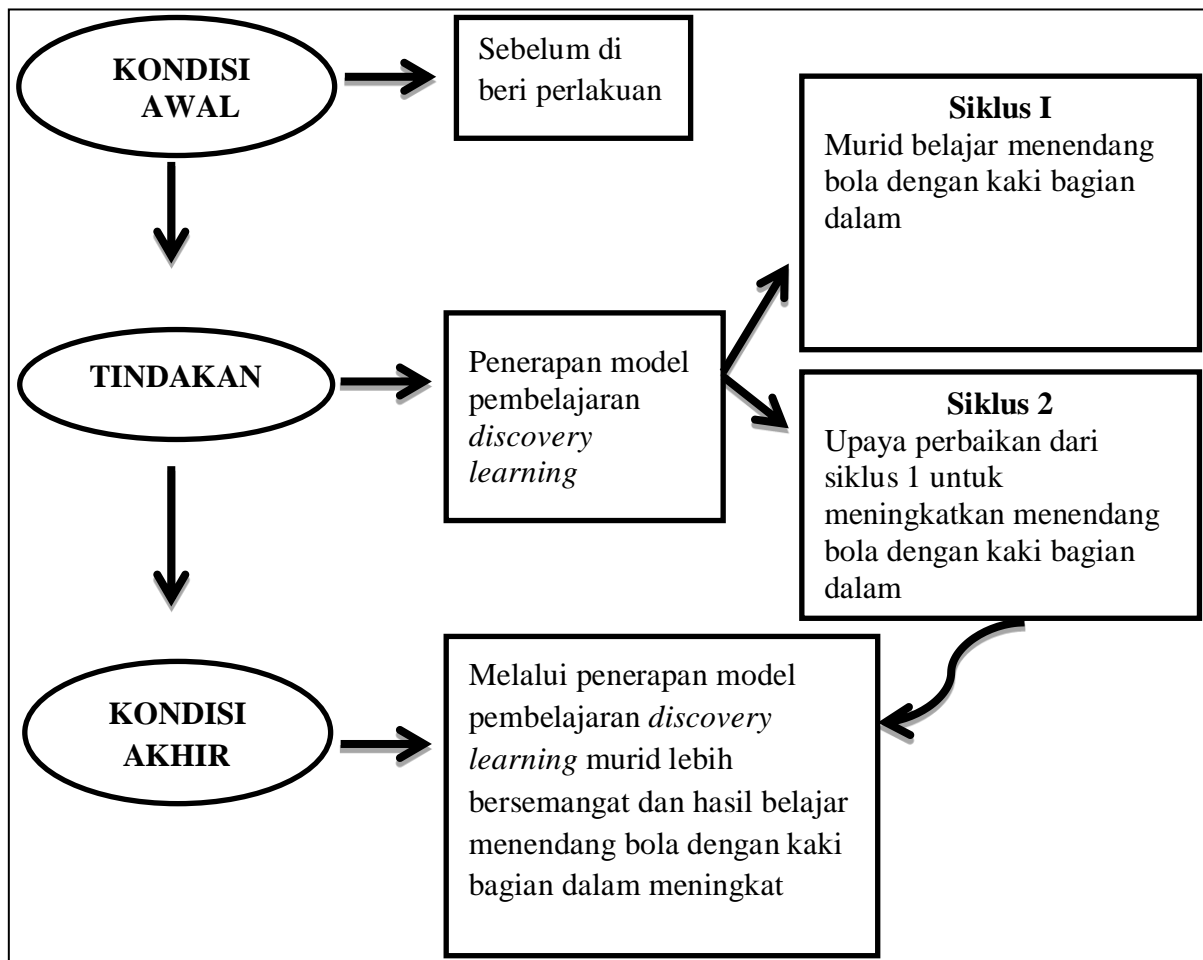 KONDISI
AWAL
Sebelum di
beri perlakuan
Siklus I
Murid belajar menendang
bola dengan kaki bagian
dalam
TINDAKAN
Penerapan model
pembelajaran
discovery
learning
Siklus 2
Upaya perbaikan dari
siklus 1 untuk
meningkatkan menendang
bola dengan kaki bagian
dalam
KONDISI
AKHIR
Melalui penerapan model
pembelajaran discovery
learning murid lebih
bersemangat dan hasil belajar
menendang bola dengan kaki
bagian dalam meningkat